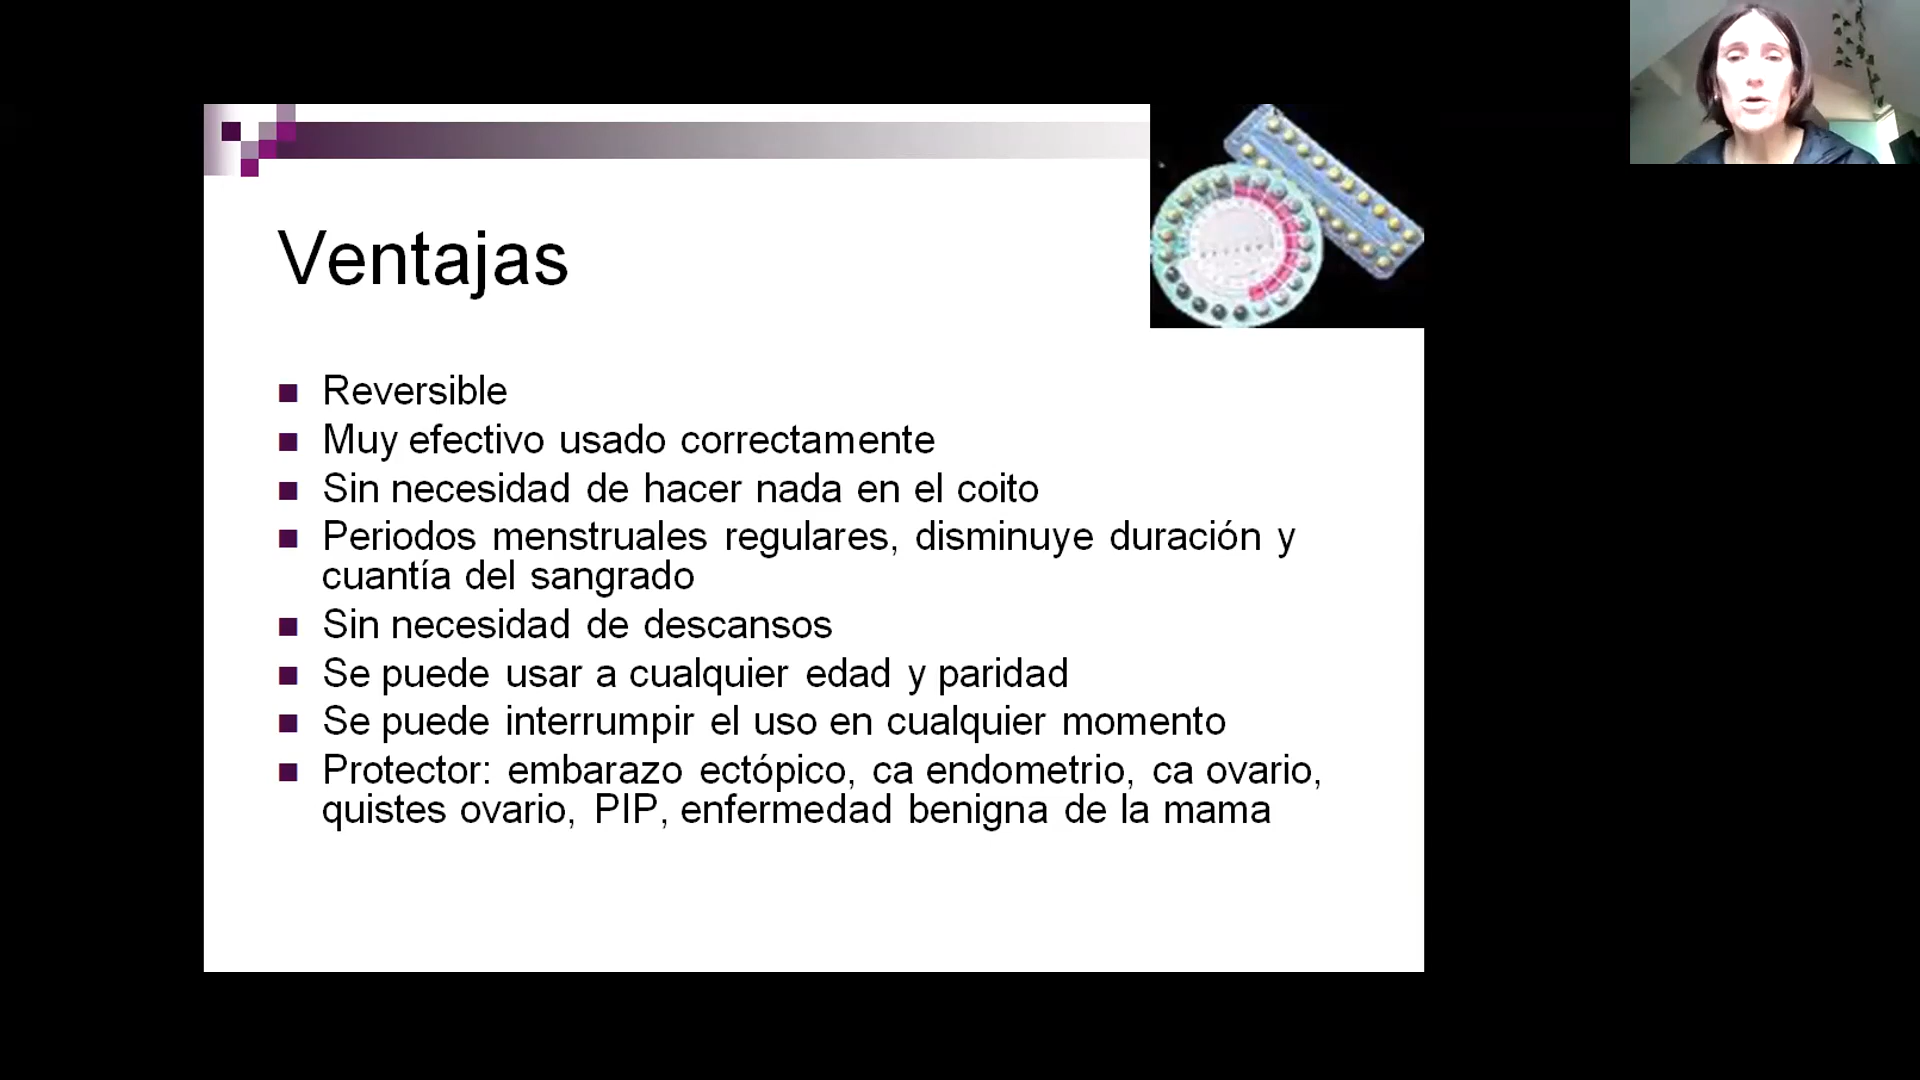 Ventajas
Reversible
Muy efectivo usado correctamente
Sin necesidad de hacer nada en el coito
Periodos menstruales regulares, disminuye duración y
cuantía del sangrado
Sin necesidad de descansos
Se puede usar a cualquier edad y paridad
Se puede interrumpir el uso en cualquier momento
Protector: embarazo ectópico, ca endometrio, ca ovario,
quistes ovario, PIP, enfermedad benigna de la mama